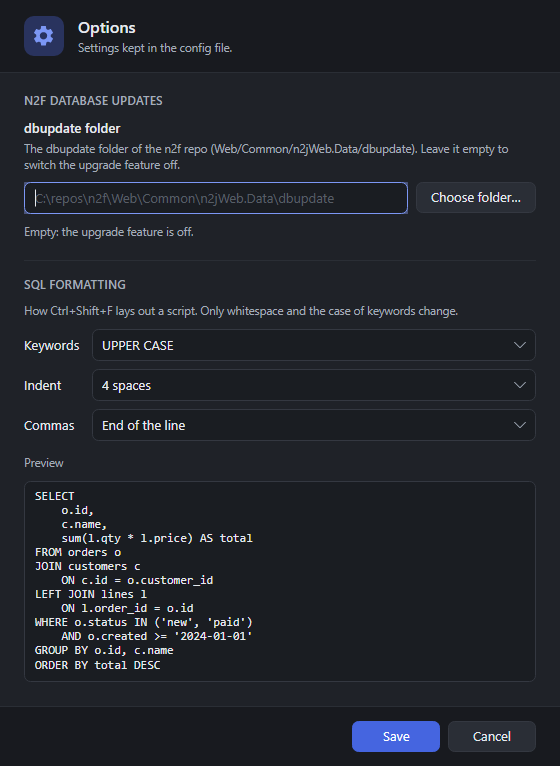 Options
Settings kept in the config file.
N2F DATABASE UPDATES
dbupdate folder
The dbupdate folder of the n2f repo (Web/Common/n2jWeb.Data/dbupdate). Leave it empty to
switch the upgrade feature off.
C:\repos\n2f\Web\Common\n2jWeb.Data\dbupdate
Choose folder...
Empty: the upgrade feature is off.
SQL FORMATTING
How Ctrl+Shift+F lays out a script. Only whitespace and the case of keywords change.
Keywords UPPER CASE
Indent 4 spaces
Commas End of the line
Preview
SELECT
    o.id,
    c.name,
    sum(l.qty * l.price) AS total
FROM orders o
JOIN customers c
    ON c.id = o.customer_id
LEFT JOIN lines l
    ON l.order_id = o.id
WHERE o.status IN ('new', 'paid')
    AND o.created >= '2024-01-01'
GROUP BY o.id, c.name
ORDER BY total DESC
Save Cancel